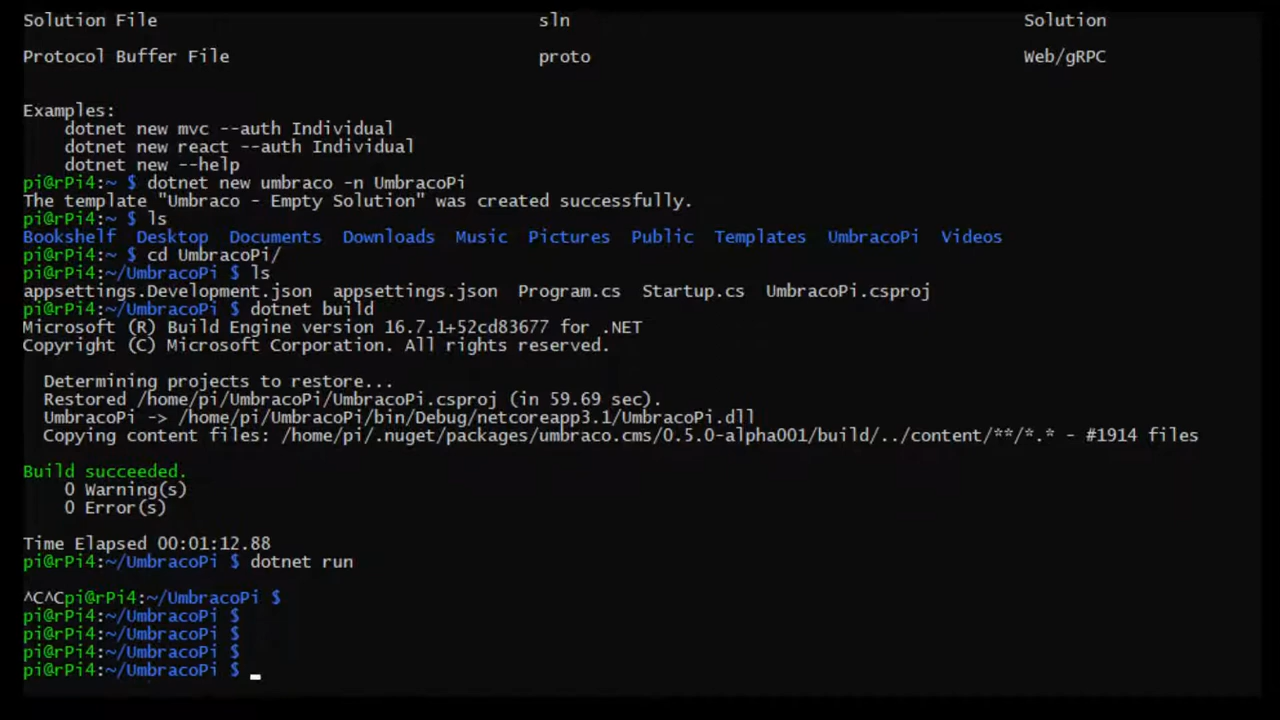 Solution File sln Solution
Protocol Buffer File proto Web/gRPC
Examples:
dotnet new mvc --auth Individual
dotnet new react --auth Individual
dotnet new --help
pi@rPi4:~ $ dotnet new umbraco -n UmbracoPi
The template "Umbraco - Empty Solution" was created successfully.
pi@rPi4:~ $ ls
Bookshelf Desktop Documents Downloads Music Pictures Public Templates UmbracoPi Videos
pi@rPi4:~ $ cd UmbracoPi/
pi@rPi4:~/UmbracoPi $ ls
appsettings.Development.json appsettings.json Program.cs Startup.cs UmbracoPi.csproj
pi@rPi4:~/UmbracoPi $ dotnet build
Microsoft (R) Build Engine version 16.7.1+52cd83677 for .NET
Copyright (C) Microsoft Corporation. All rights reserved.
Determining projects to restore...
Restored /home/pi/UmbracoPi/UmbracoPi.csproj (in 59.69 sec).
UmbracoPi -> /home/pi/UmbracoPi/bin/Debug/netcoreapp3.1/UmbracoPi.dll
Copying content files: /home/pi/.nuget/packages/umbraco.cms/0.5.0-alpha001/build/../content/**/*.* - #1914 files
Build succeeded.
0 Warning(s)
0 Error(s)
Time Elapsed 00:01:12.88
pi@rPi4:~/UmbracoPi $ dotnet run
^C^Cpi@rPi4:~/UmbracoPi $
pi@rPi4:~/UmbracoPi $
pi@rPi4:~/UmbracoPi $
pi@rPi4:~/UmbracoPi $
pi@rPi4:~/UmbracoPi $